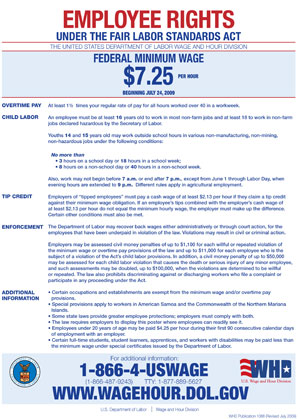 EMPLOYEE RIGHTS
UNDER THE FAIR LABOR STANDARDS ACT
THE UNITED STATES DEPARTMENT OF LABOR WAGE AND HOUR DIVISION
FEDERAL MINIMUM WAGE
$7.25 PER HOUR
BEGINNING JULY 24, 2009
OVERTIME PAY
At least 1½ times your regular rate of pay for all hours worked over 40 in a workweek.
CHILD LABOR
An employee must be at least 16 years old to work in most non-farm jobs and at least 18 to work in non-farm
jobs declared hazardous by the Secretary of Labor.
Youths 14 and 15 years old may work outside school hours in various non-manufacturing, non-mining,
non-hazardous jobs under the following conditions:
No more than
• 3 hours on a school day or 18 hours in a school week;
• 8 hours on a non-school day or 40 hours in a non-school week.
Also, work may not begin before 7 a.m. or end after 7 p.m., except from June 1 through Labor Day, when
evening hours are extended to 9 p.m. Different rules apply in agricultural employment.
TIP CREDIT
Employers of "tipped employees" must pay a cash wage of at least $2.13 per hour if they claim a tip credit
against their minimum wage obligation. If an employee's tips combined with the employer's cash wage of
at least $2.13 per hour do not equal the minimum hourly wage, the employer must make up the difference.
Certain other conditions must also be met.
ENFORCEMENT
The Department of Labor may recover back wages either administratively or through court action, for the
employees that have been underpaid in violation of the law. Violations may result in civil or criminal action.
Employers may be assessed civil money penalties of up to $1,100 for each willful or repeated violation of
the minimum wage or overtime pay provisions of the law and up to $11,000 for each employee who is the
subject of a violation of the Act's child labor provisions. In addition, a civil money penalty of up to $50,000
may be assessed for each child labor violation that causes the death or serious injury of any minor employee,
and such assessments may be doubled, up to $100,000, when the violations are determined to be willful
or repeated. The law also prohibits discriminating against or discharging workers who file a complaint or
participate in any proceeding under the Act.
ADDITIONAL
INFORMATION
• Certain occupations and establishments are exempt from the minimum wage and/or overtime pay
provisions.
• Special provisions apply to workers in American Samoa and the Commonwealth of the Northern Mariana
Islands.
• Some state laws provide greater employee protections; employers must comply with both.
• The law requires employers to display this poster where employees can readily see it.
• Employees under 20 years of age may be paid $4.25 per hour during their first 90 consecutive calendar days
of employment with an employer.
• Certain full-time students, student learners, apprentices, and workers with disabilities may be paid less than
the minimum wage under special certificates issued by the Department of Labor.
For additional information:
1-866-4-USWAGE
(1-866-487-9243) TTY: 1-877-889-5627
WWW.WAGEHOUR.DOL.GOV
WHD
U.S. Wage and Hour Division
U.S. Department of Labor | Wage and Hour Division
WHD Publication 1088 (Revised July 2009)